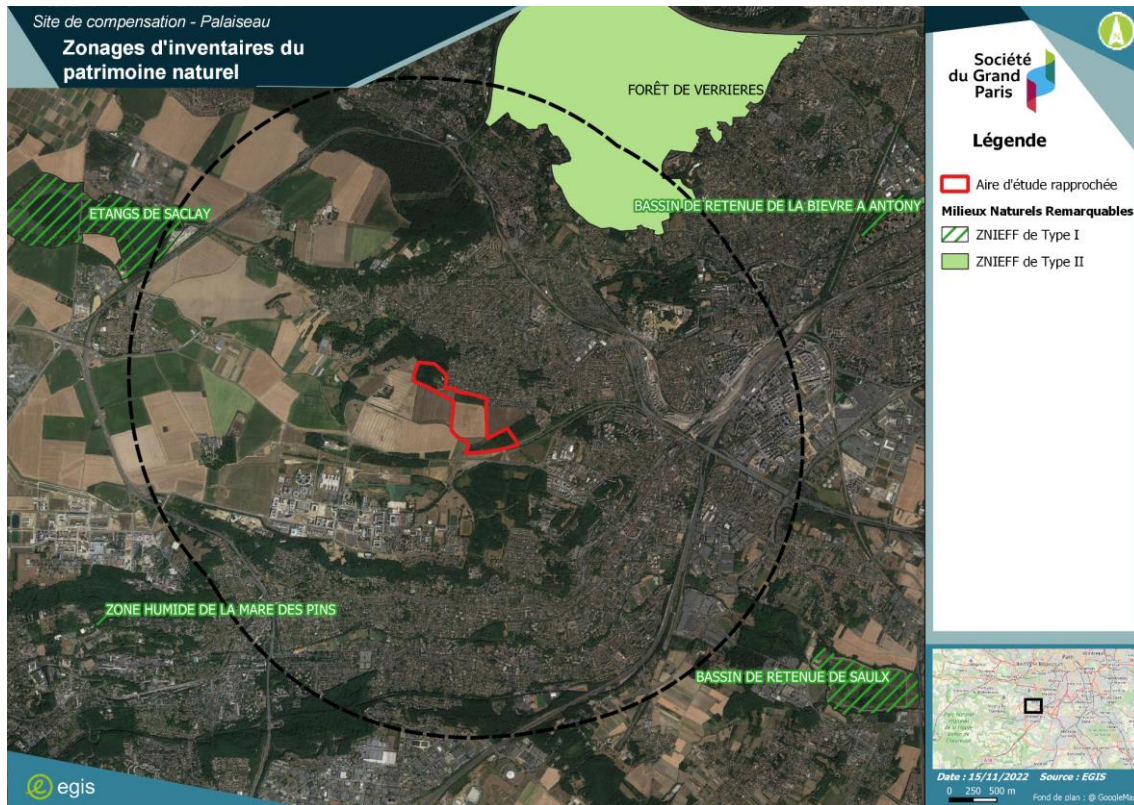 Site de compensation - Palaiseau
Zonages d'inventaires du
patrimoine naturel
FORÊT DE VERRIERES
ETANGS DE SACLAY
BASSIN DE RETENUE DE LA BIEVRE A ANTONY
ZONE HUMIDE DE LA MARE DES PINS
BASSIN DE RETENUE DE SAULX
egis
Société
du Grand
Paris
Légende
Aire d'étude rapprochée
Milieux Naturels Remarquables
ZNIEFF de Type I
ZNIEFF de Type II
Date : 15/11/2022 Source : EGIS
0 250 500 m
Fond de plan : @ GoogleMap